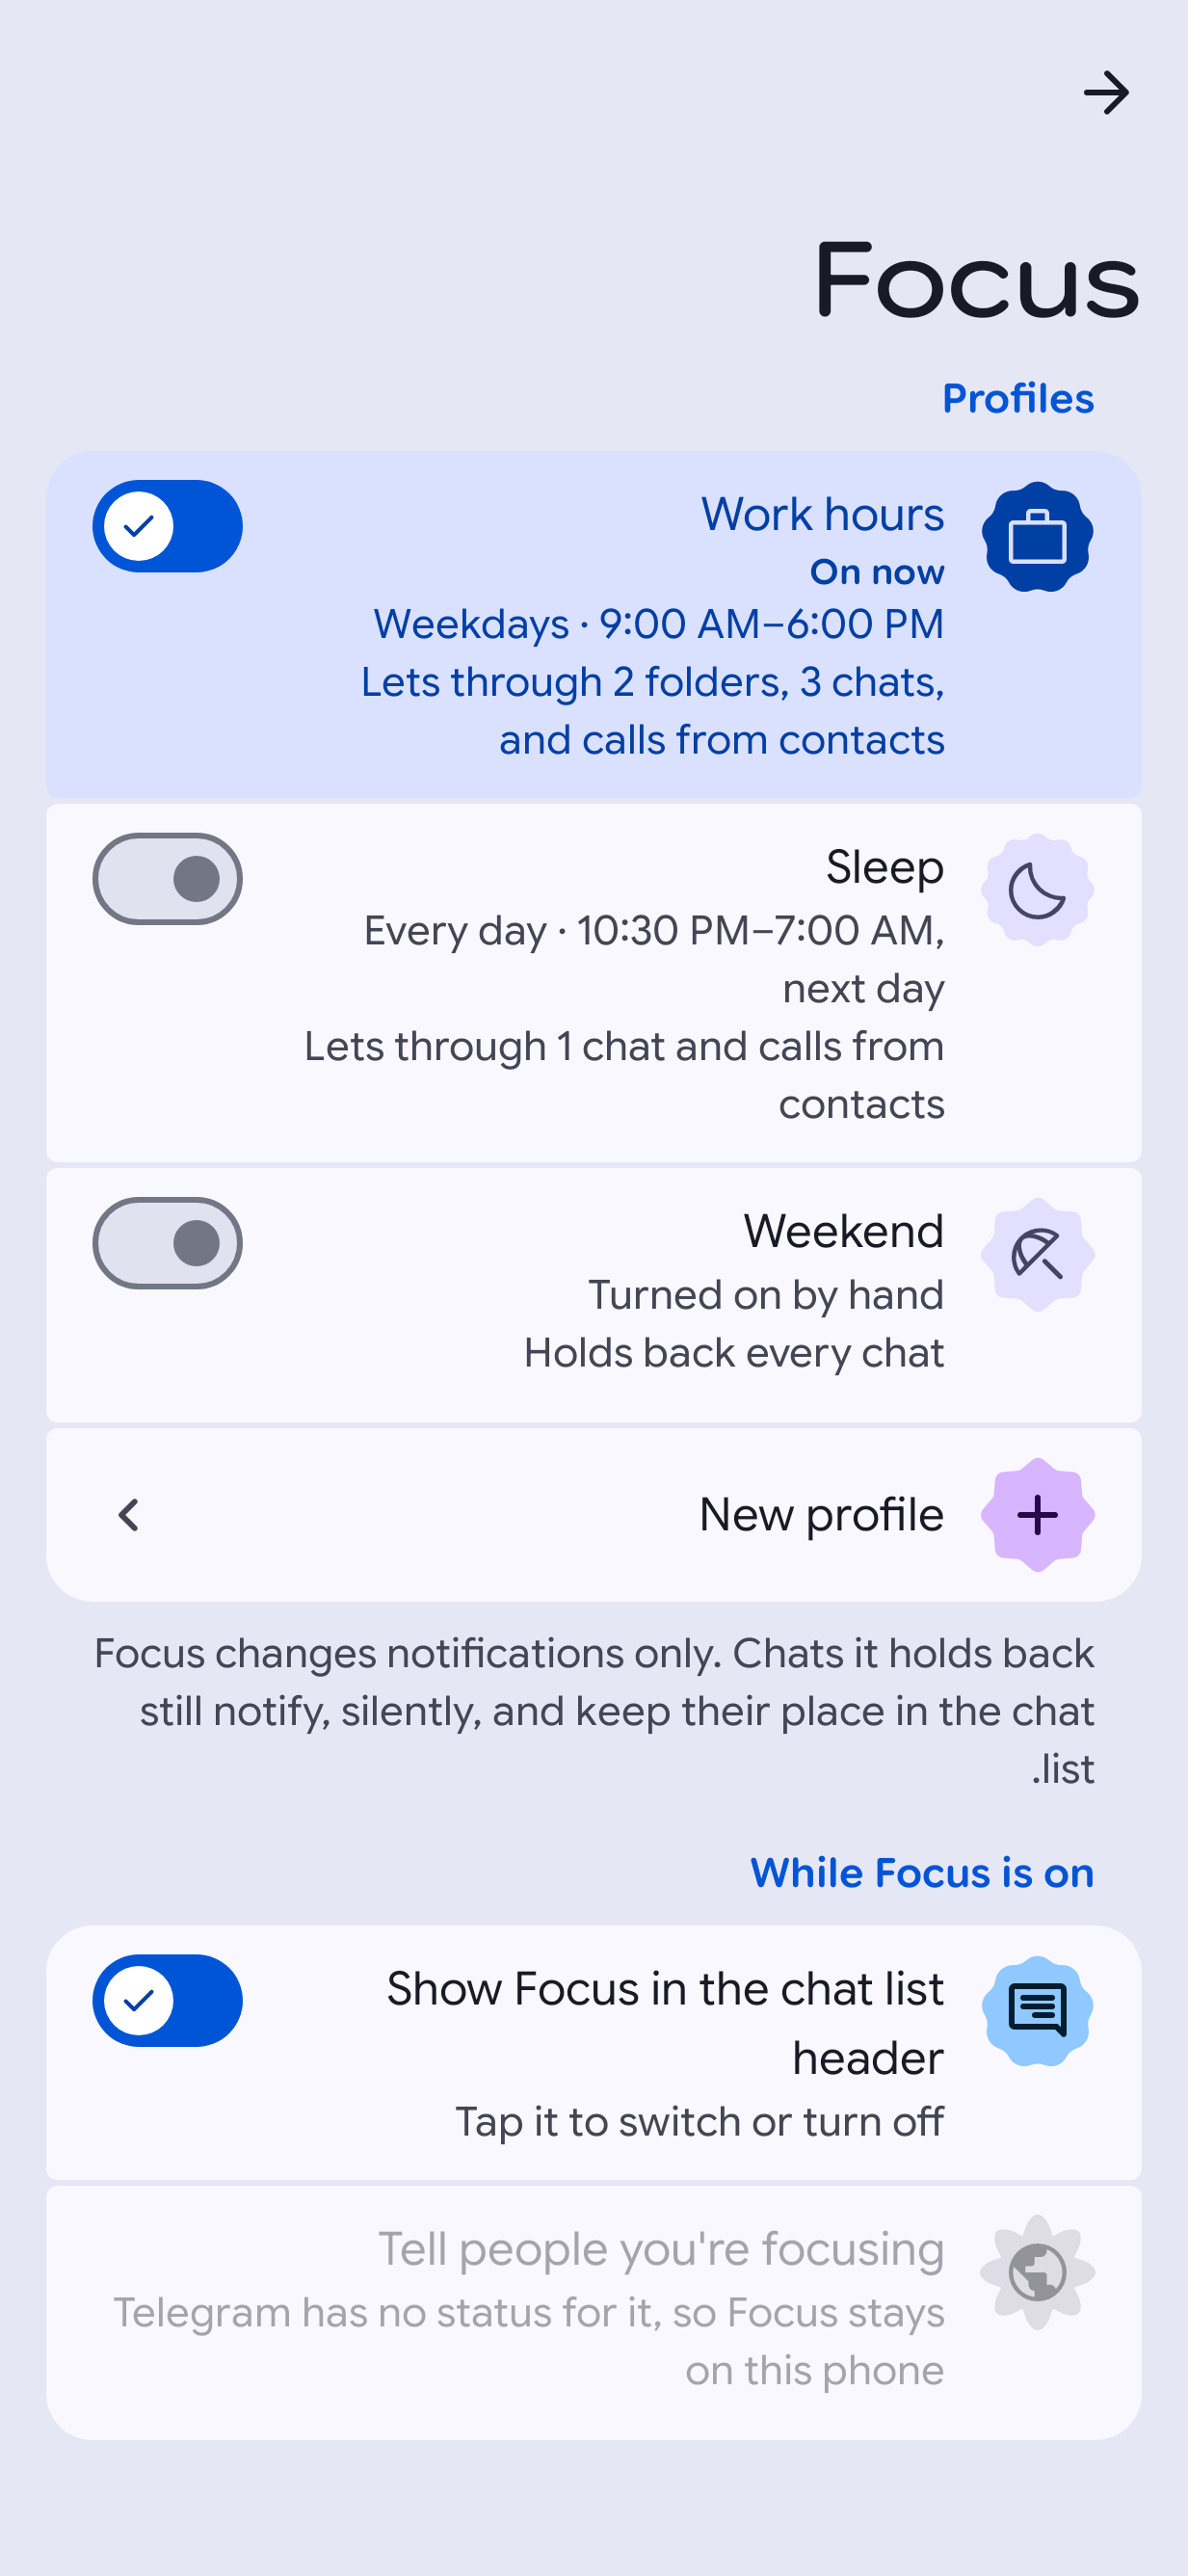 Focus
Profiles
Work hours
On now
Weekdays · 9:00 AM–6:00 PM
Lets through 2 folders, 3 chats,
and calls from contacts
Sleep
Every day · 10:30 PM–7:00 AM,
next day
Lets through 1 chat and calls from
contacts
Weekend
Turned on by hand
Holds back every chat
New profile
Focus changes notifications only. Chats it holds back
still notify, silently, and keep their place in the chat
.list
While Focus is on
Show Focus in the chat list
header
Tap it to switch or turn off
Tell people you're focusing
Telegram has no status for it, so Focus stays
on this phone